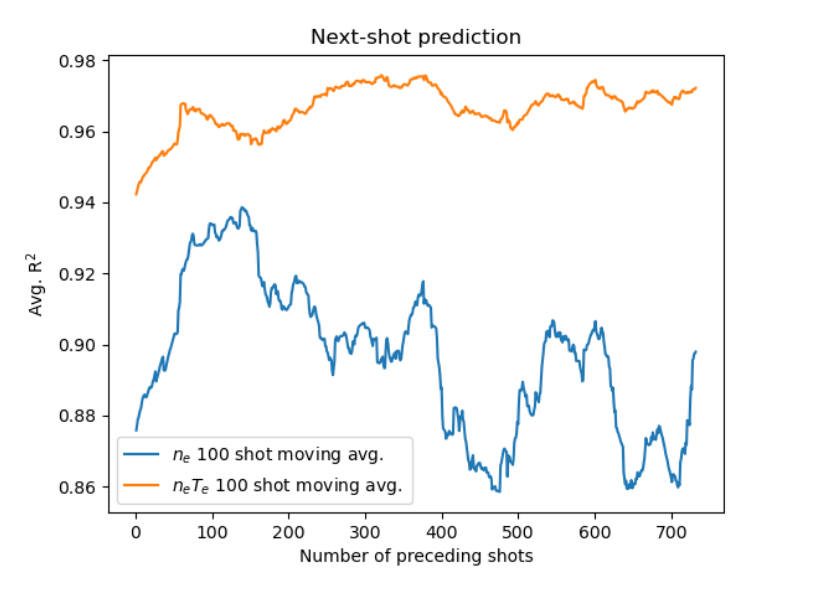 Next-shot prediction
0.98
0.96
0.94
0.92
0.90
0.88
0.86
Avg. R²
nₑ 100 shot moving avg.
nₑTₑ 100 shot moving avg.
0 100 200 300 400 500 600 700
Number of preceding shots